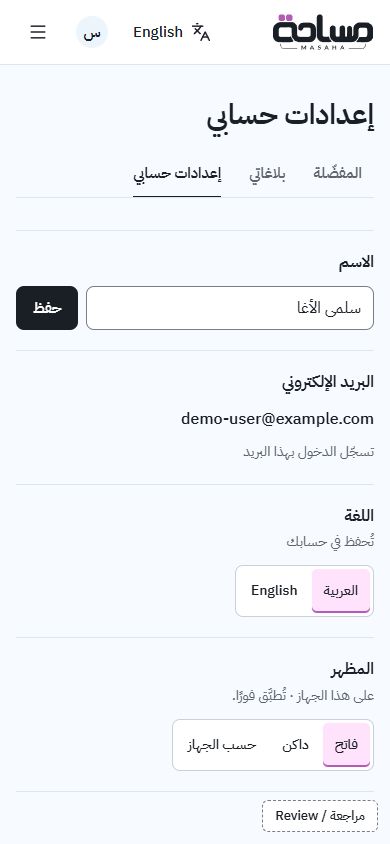 مساحة
MASAHA
English
س
إعدادات حسابي
المفضّلة
بلاغاتي
إعدادات حسابي
الاسم
سلمى الأغا
حفظ
البريد الإلكتروني
demo-user@example.com
تسجّل الدخول بهذا البريد
اللغة
تُحفظ في حسابك
العربية
English
المظهر
على هذا الجهاز · تُطبَّق فورًا.
فاتح
داكن
حسب الجهاز
مراجعة / Review